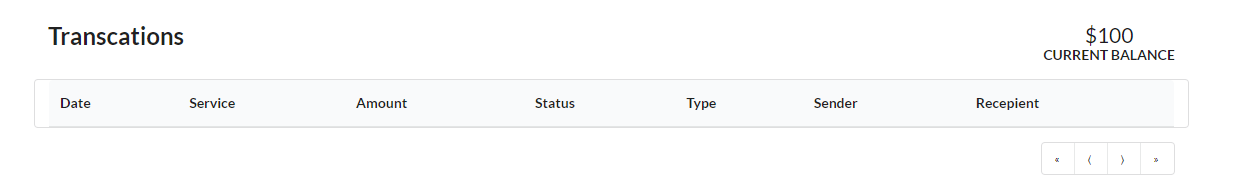 Transcations
$100
CURRENT BALANCE
Date Service Amount Status Type Sender Recepient
« ⟨ ⟩ »